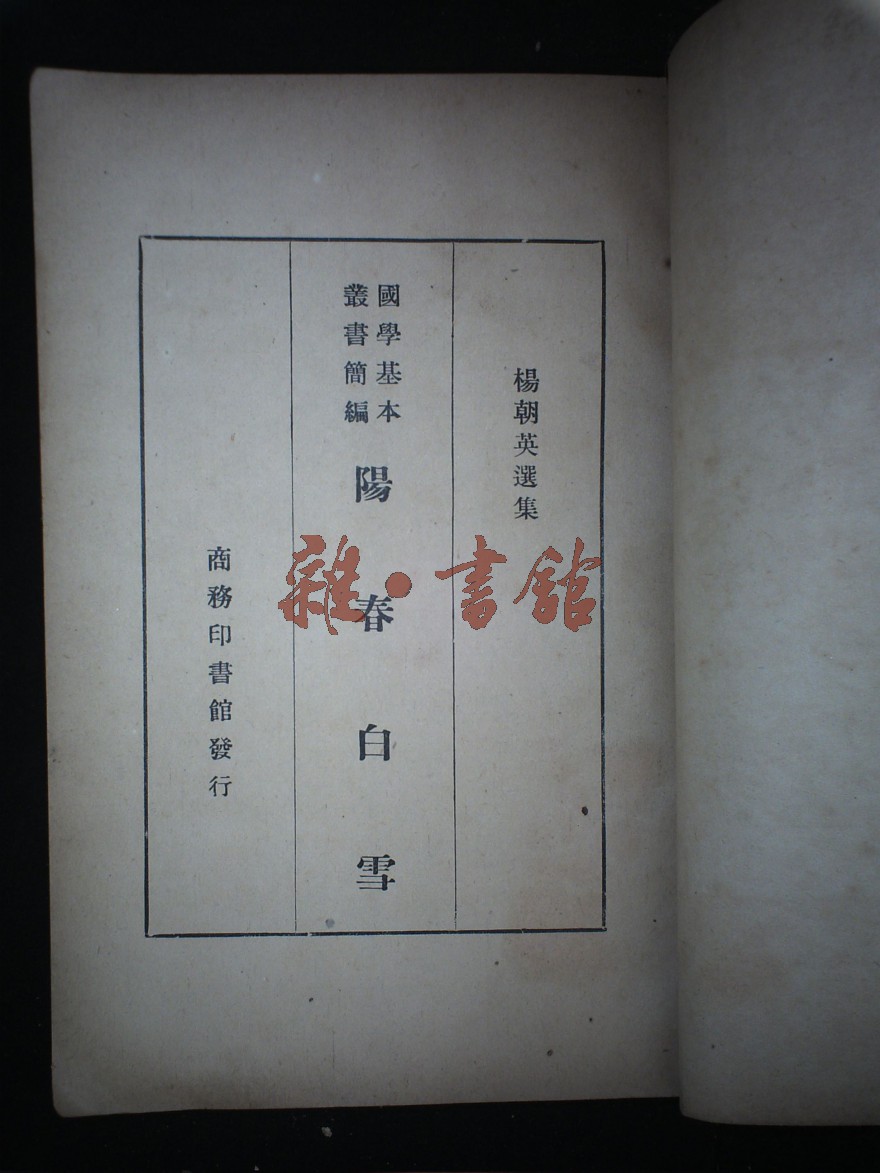 楊朝英選集
國學基本
叢書簡編
陽春白雪
商務印書館發行
雜·書館